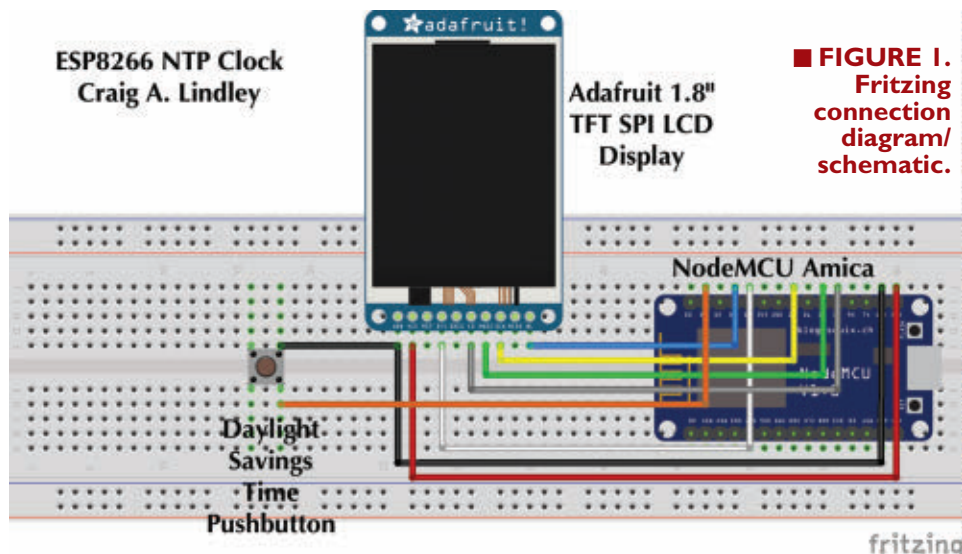 adafruit!
ESP8266 NTP Clock
Craig A. Lindley
Adafruit 1.8"
TFT SPI LCD
Display
■ FIGURE 1.
Fritzing
connection
diagram/
schematic.
NodeMCU Amica
NodeMCU
Daylight
Savings
Time
Pushbutton
fritzing